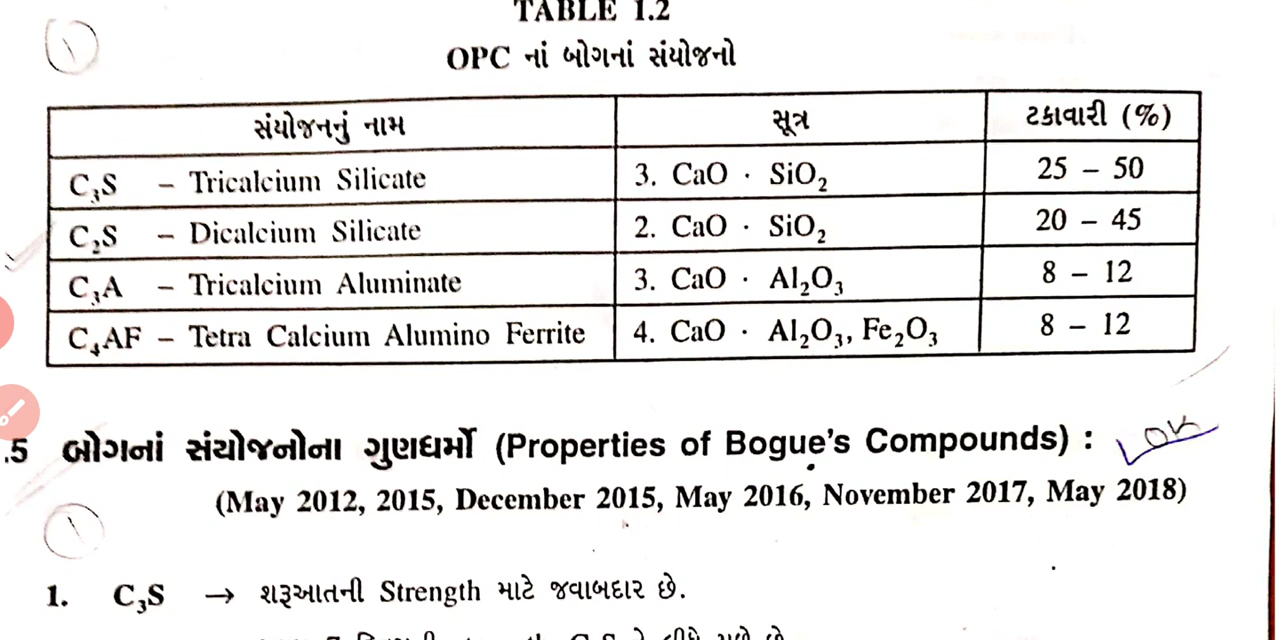 TABLE 1.2
OPC નાં બોગનાં સંયોજનો
સંયોજનનું નામ સૂત્ર ટકાવારી (%)
C₃S – Tricalcium Silicate 3. CaO · SiO₂ 25 – 50
C₂S – Dicalcium Silicate 2. CaO · SiO₂ 20 – 45
C₃A – Tricalcium Aluminate 3. CaO · Al₂O₃ 8 – 12
C₄AF – Tetra Calcium Alumino Ferrite 4. CaO · Al₂O₃, Fe₂O₃ 8 – 12
.5 બોગનાં સંયોજનોના ગુણધર્મો (Properties of Bogue's Compounds) :
(May 2012, 2015, December 2015, May 2016, November 2017, May 2018)
1. C₃S → શરૂઆતની Strength માટે જવાબદાર છે.